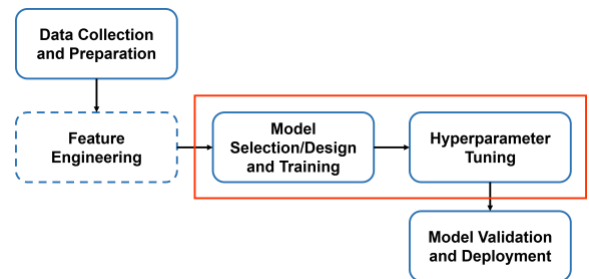 Data Collection
and Preparation
Feature
Engineering
Model
Selection/Design
and Training
Hyperparameter
Tuning
Model Validation
and Deployment